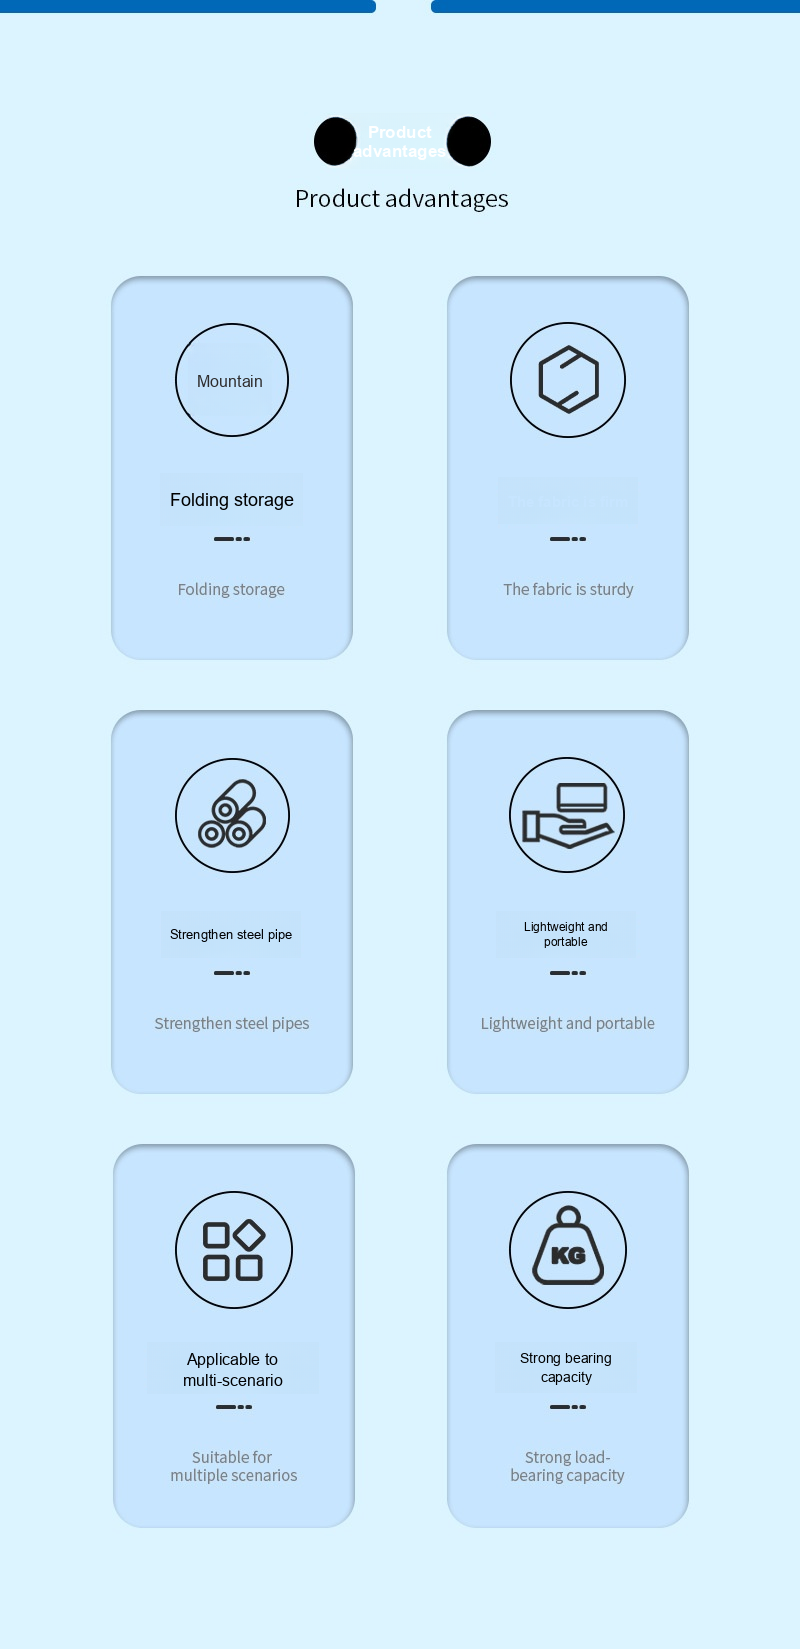 Product
advantages
Product advantages
Mountain
Folding storage
Folding storage
The fabric is sturdy
Strengthen steel pipe
Strengthen steel pipes
Lightweight and
portable
Lightweight and portable
Applicable to
multi-scenario
Suitable for
multiple scenarios
KG
Strong bearing
capacity
Strong load-
bearing capacity